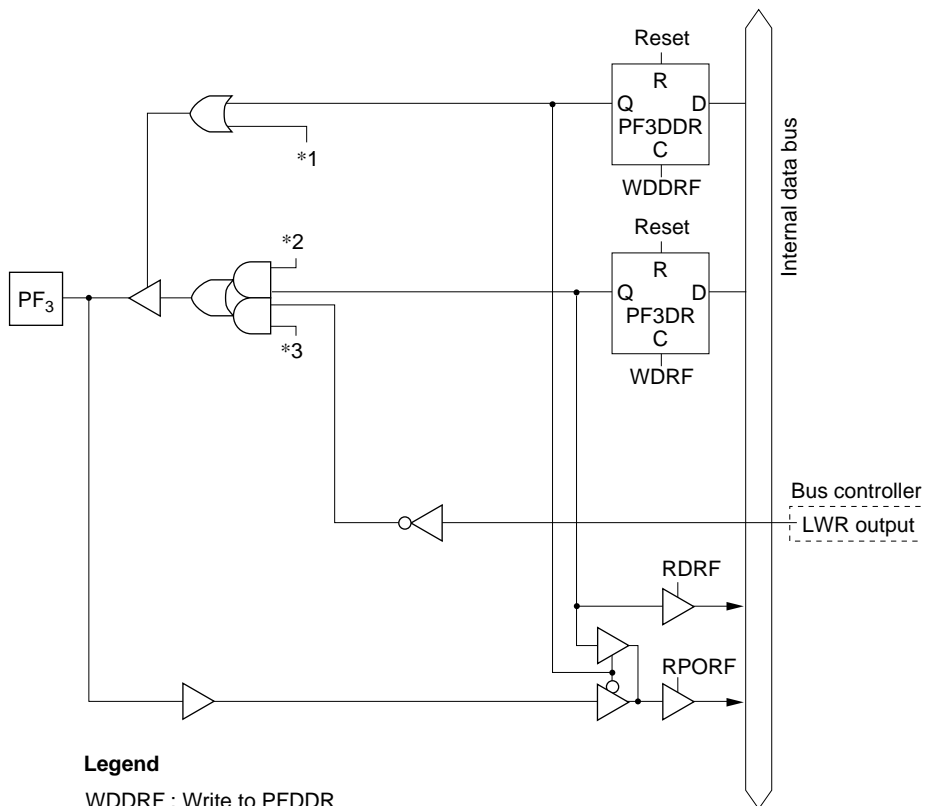 Reset
R
Q D
PF3DDR
C
WDDRF
*1
Internal data bus
Reset
R
Q D
PF3DR
C
WDRF
*2
PF3
*3
Bus controller
LWR output
RDRF
RPORF
Legend
WDDRF : Write to PFDDR